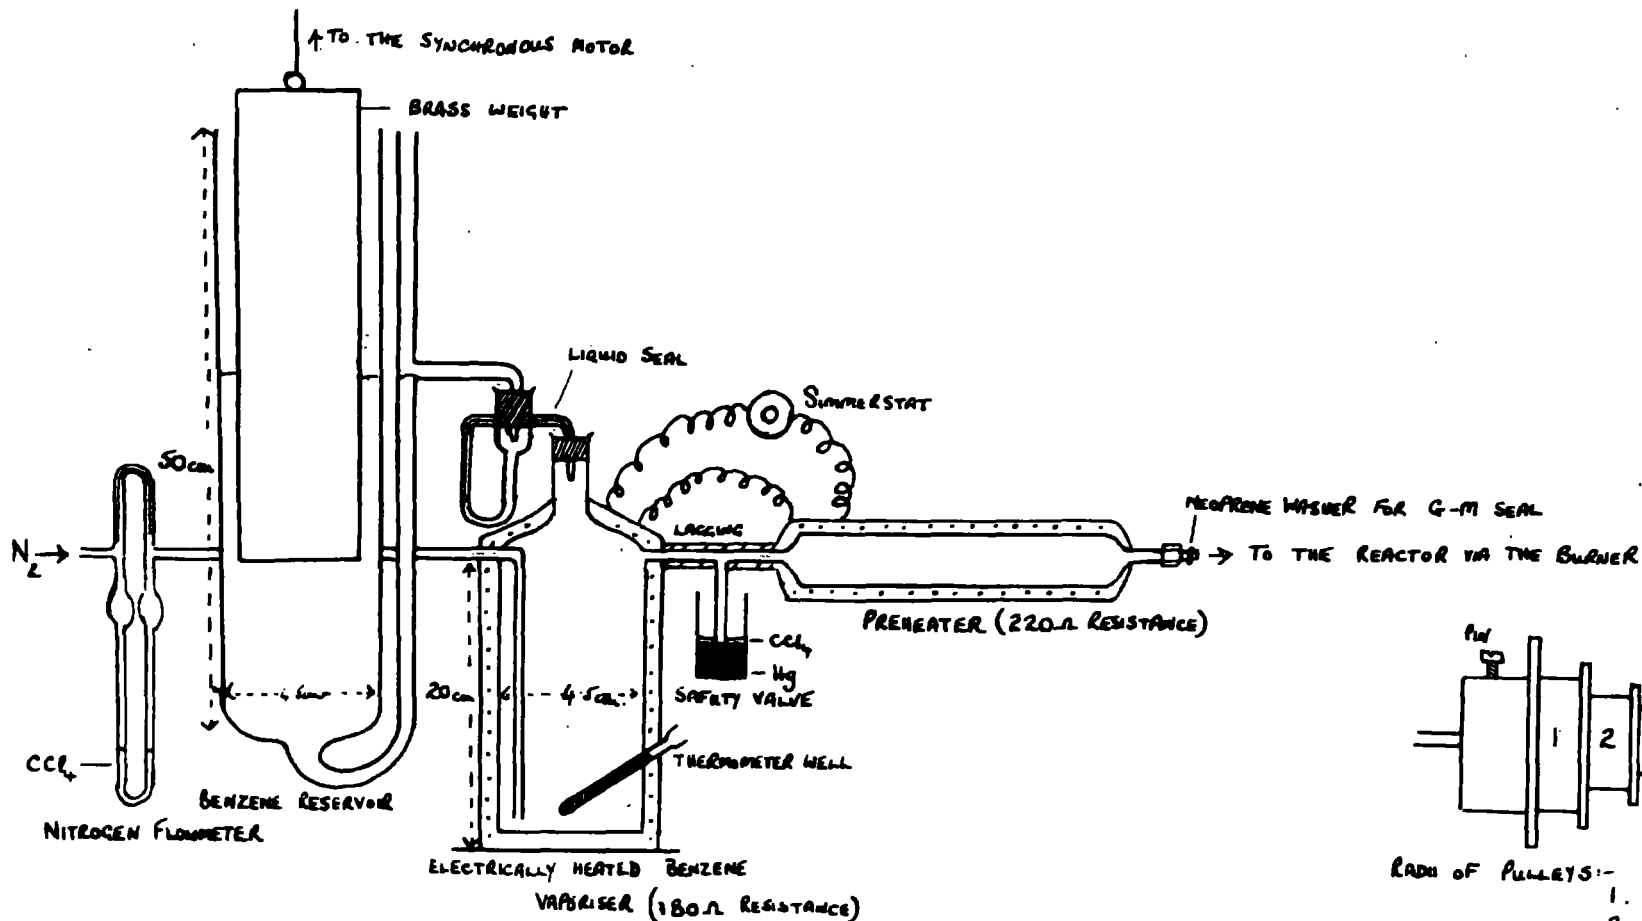 ↑ TO THE SYNCHRONOUS MOTOR
BRASS WEIGHT
LIQUID SEAL
SIMMERSTAT
50cm
N₂ →
LAGGING
NEOPRENE WASHER FOR G-M SEAL
→ TO THE REACTOR VIA THE BURNER
PREHEATER (220Ω RESISTANCE)
CCl₄
Hg
SAFETY VALVE
20cm
4.5cm
THERMOMETER WELL
CCl₄
BENZENE RESERVOIR
NITROGEN FLOWMETER
ELECTRICALLY HEATED BENZENE
VAPORISER (180Ω RESISTANCE)
PIN
1 2
RADII OF PULLEYS:-
1.